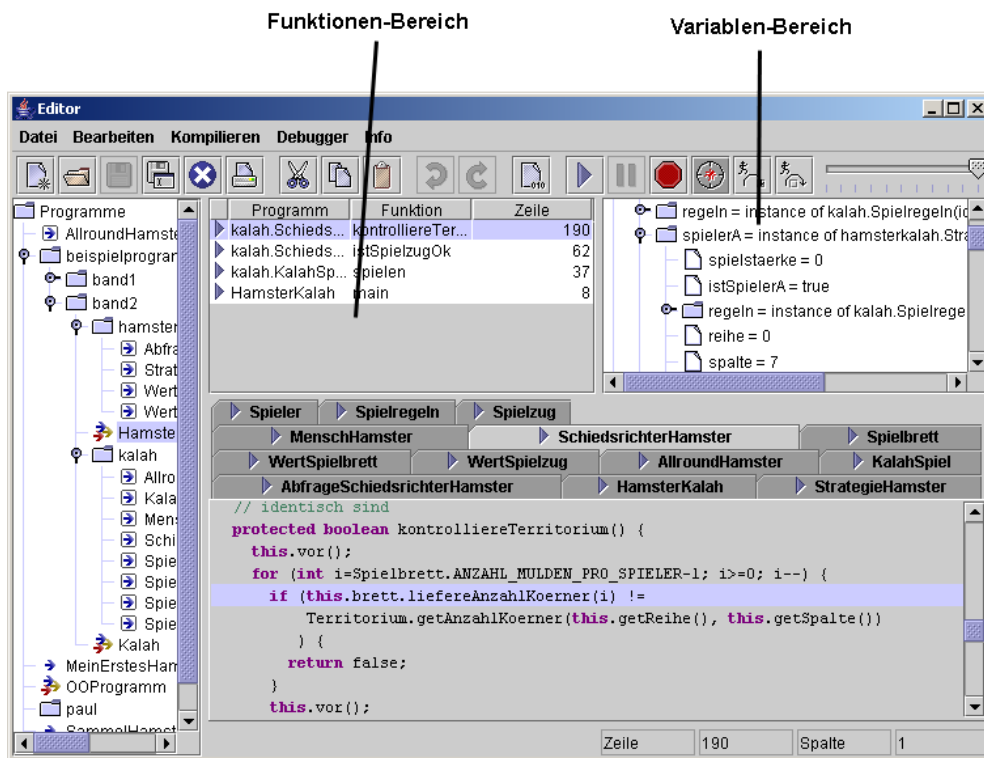 Funktionen-Bereich
Variablen-Bereich
Editor
Datei Bearbeiten Kompilieren Debugger Info
010
Programme
AllroundHamste
beispielprogran
band1
band2
hamster
Abfra
Strat
Wert
Wert
Hamste
kalah
Allro
Kala
Mens
Schi
Spie
Spie
Spie
Spie
Kalah
MeinErstesHam
OOProgramm
paul
SammelHamst
Programm Funktion Zeile
kalah.Schieds... kontrolliereTer... 190
kalah.Schieds... istSpielzugOk 62
kalah.KalahSp... spielen 37
HamsterKalah main 8
regeln = instance of kalah.Spielregeln(id
spielerA = instance of hamsterkalah.Stra
spielstaerke = 0
istSpielerA = true
regeln = instance of kalah.Spielrege
reihe = 0
spalte = 7
Spieler Spielregeln Spielzug
MenschHamster SchiedsrichterHamster Spielbrett
WertSpielbrett WertSpielzug AllroundHamster KalahSpiel
AbfrageSchiedsrichterHamster HamsterKalah StrategieHamster
// identisch sind
protected boolean kontrolliereTerritorium() {
this.vor();
for (int i=Spielbrett.ANZAHL_MULDEN_PRO_SPIELER-1; i>=0; i--) {
if (this.brett.liefereAnzahlKoerner(i) !=
Territorium.getAnzahlKoerner(this.getReihe(), this.getSpalte())
) {
return false;
}
this.vor();
Zeile 190 Spalte 1